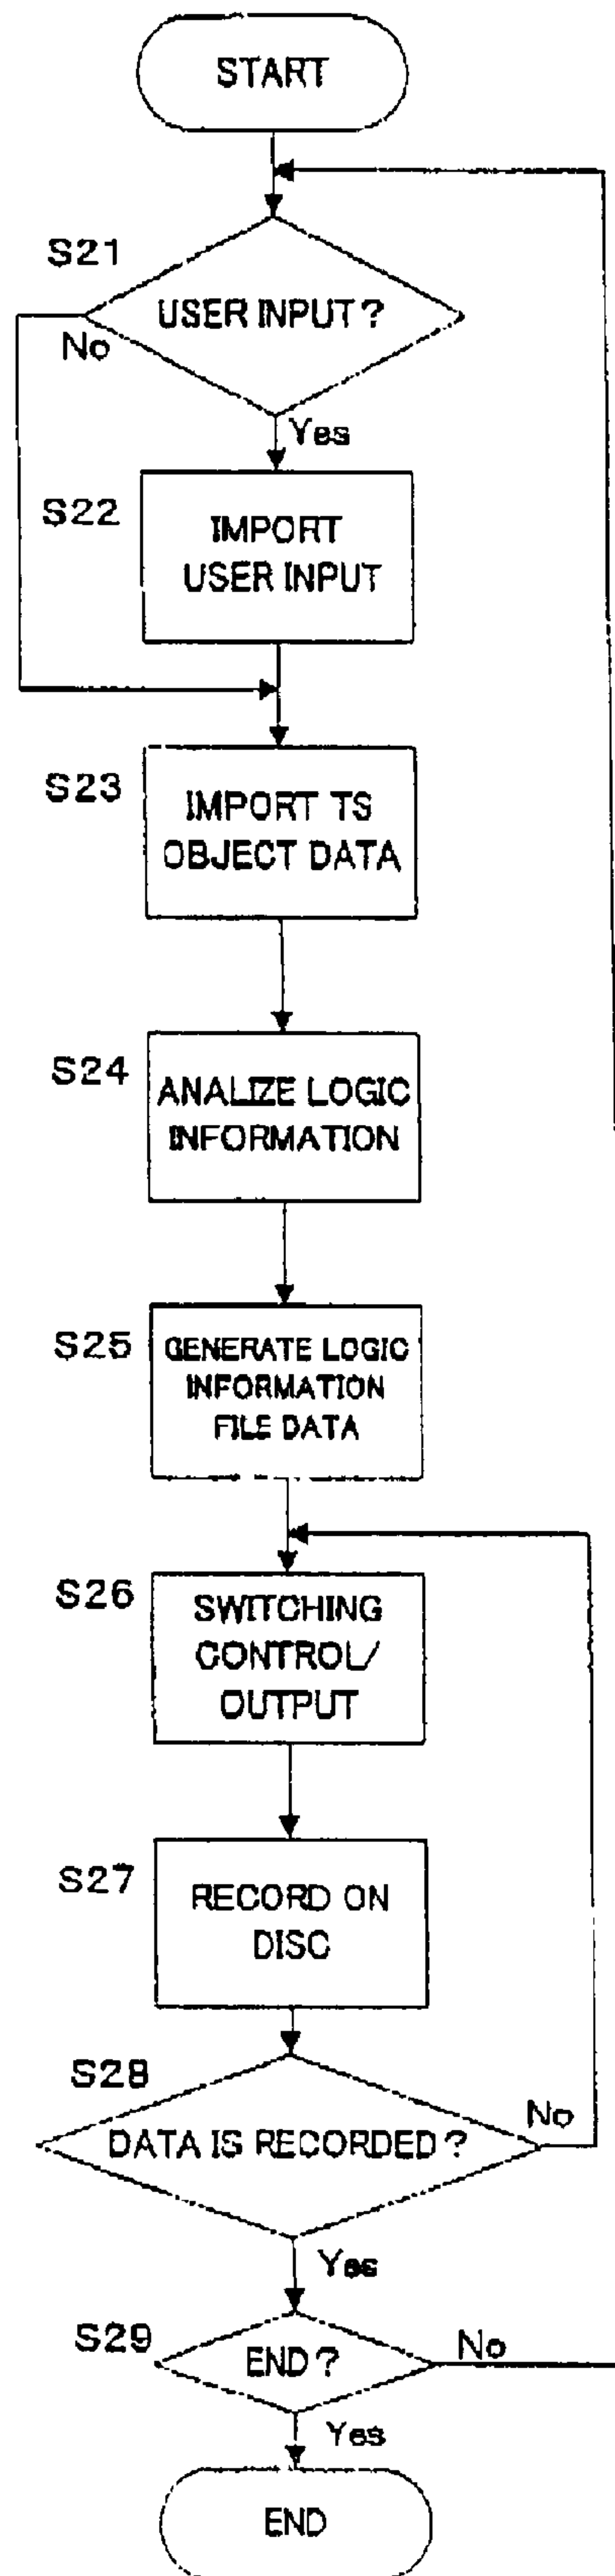 START
S21
USER INPUT?
No
Yes
S22
IMPORT
USER INPUT
S23
IMPORT TS
OBJECT DATA
S24
ANALIZE LOGIC
INFORMATION
S25
GENERATE LOGIC
INFORMATION
FILE DATA
S26
SWITCHING
CONTROL/
OUTPUT
S27
RECORD ON
DISC
S28
DATA IS RECORDED?
No
Yes
S29
END?
No
Yes
END